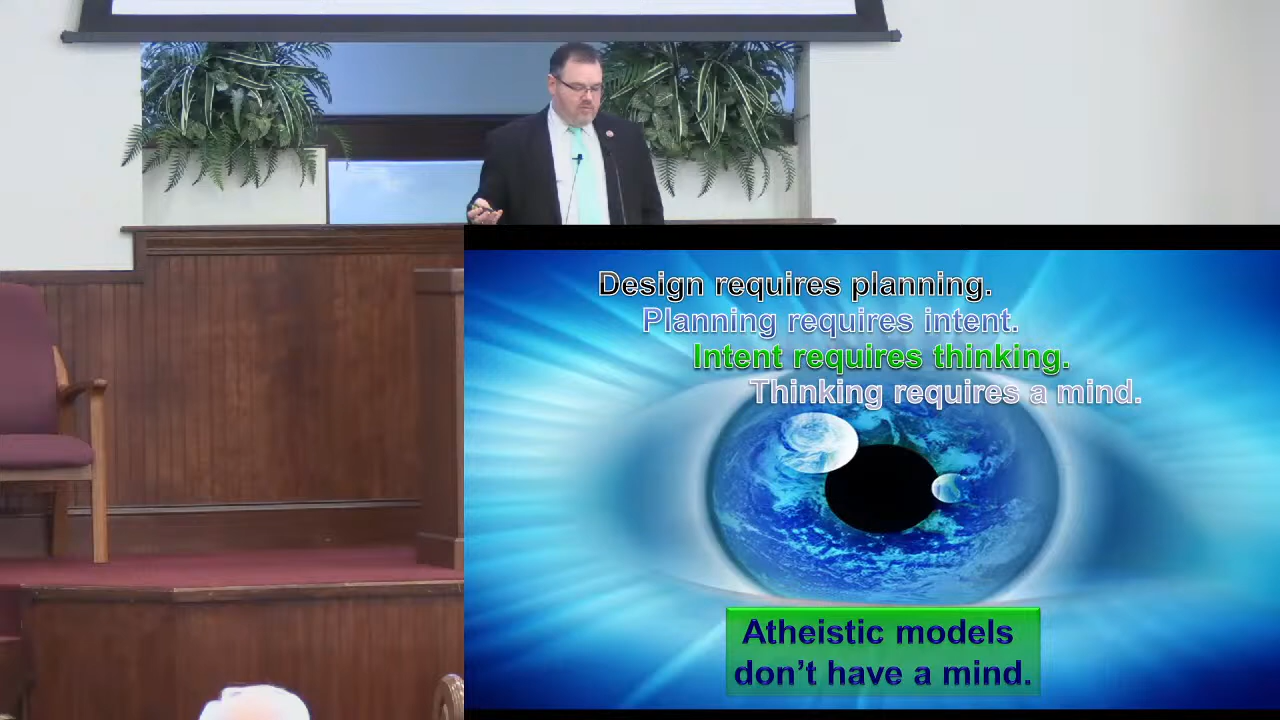 Design requires planning.
Planning requires intent.
Intent requires thinking.
Thinking requires a mind.
Atheistic models
don't have a mind.